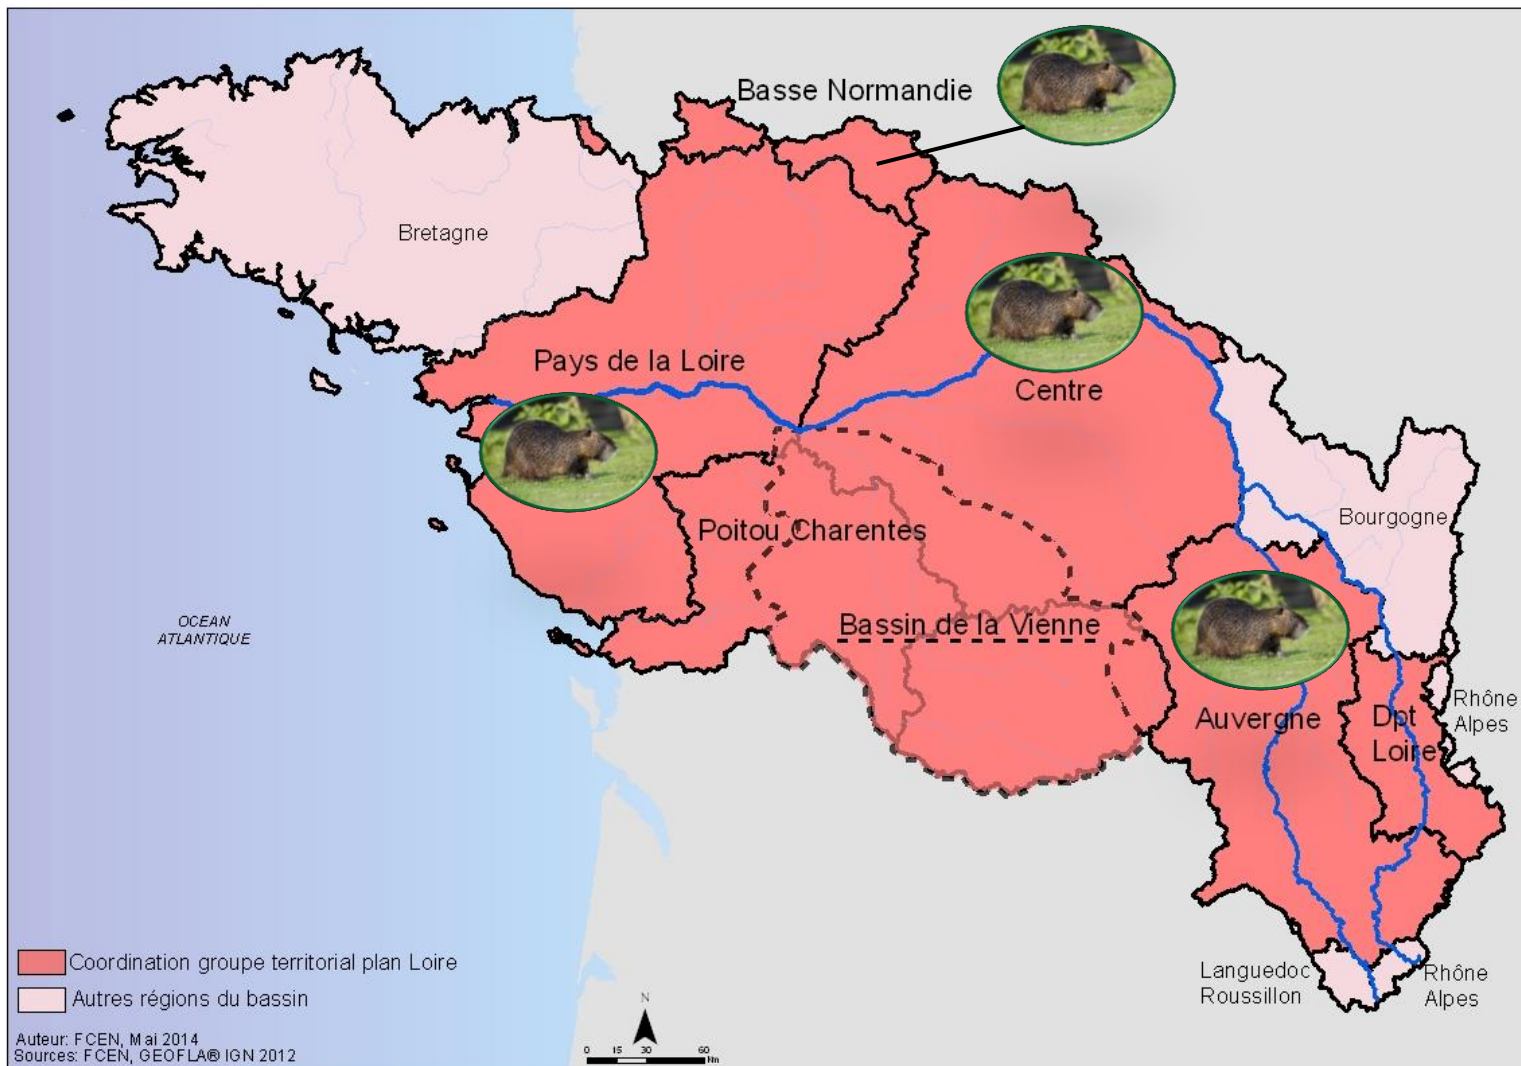 Basse Normandie
Bretagne
Pays de la Loire
Centre
Poitou Charentes
Bourgogne
OCEAN
ATLANTIQUE
Bassin de la Vienne
Auvergne
Dpt
Loire
Rhône
Alpes
Coordination groupe territorial plan Loire
Autres régions du bassin
Languedoc
Roussillon
Rhône
Alpes
Auteur: FCEN, Mai 2014
Sources: FCEN, GEOFLA® IGN 2012
N
0 15 30 60
Nm